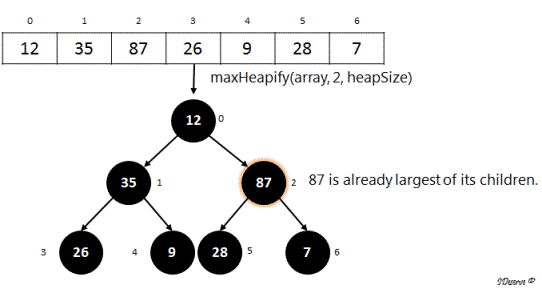 0 1 2 3 4 5 6
12 35 87 26 9 28 7
maxHeapify(array, 2, heapSize)
12 0
35 1 87 2 87 is already largest of its children.
3 26 4 9 28 5 7 6